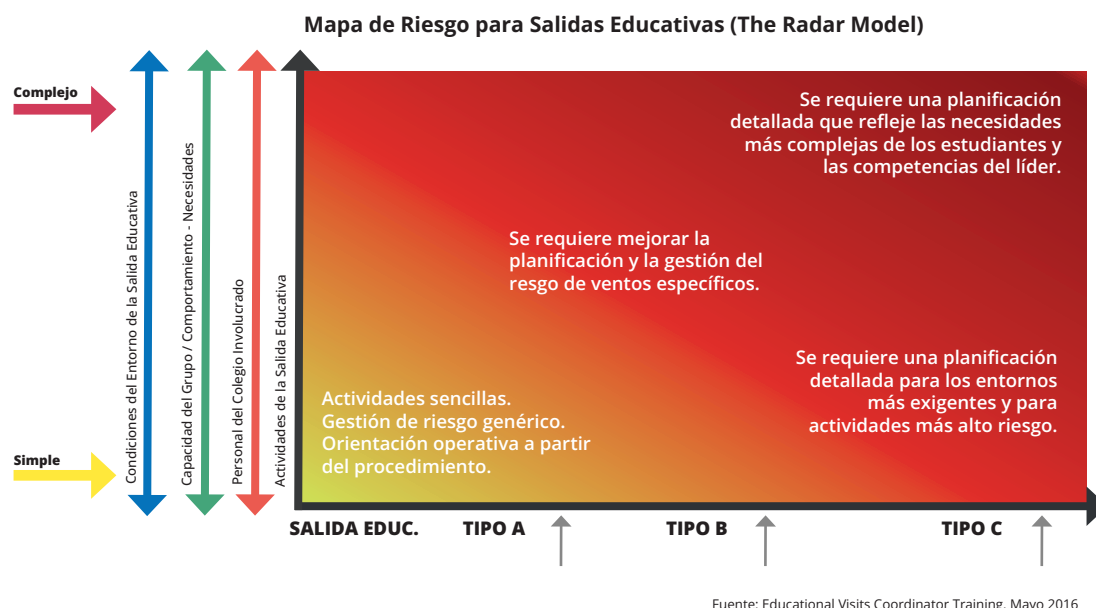 Mapa de Riesgo para Salidas Educativas (The Radar Model)
Complejo
Simple
Condiciones del Entorno de la Salida Educativa
Capacidad del Grupo / Comportamiento - Necesidades
Personal del Colegio Involucrado
Actividades de la Salida Educativa
Se requiere una planificación
detallada que refleje las necesidades
más complejas de los estudiantes y
las competencias del líder.
Se requiere mejorar la
planificación y la gestión del
resgo de ventos específicos.
Se requiere una planificación
detallada para los entornos
más exigentes y para
actividades más alto riesgo.
Actividades sencillas.
Gestión de riesgo genérico.
Orientación operativa a partir
del procedimiento.
SALIDA EDUC.
TIPO A
TIPO B
TIPO C
Fuente: Educational Visits Coordinator Training. Mayo 2016